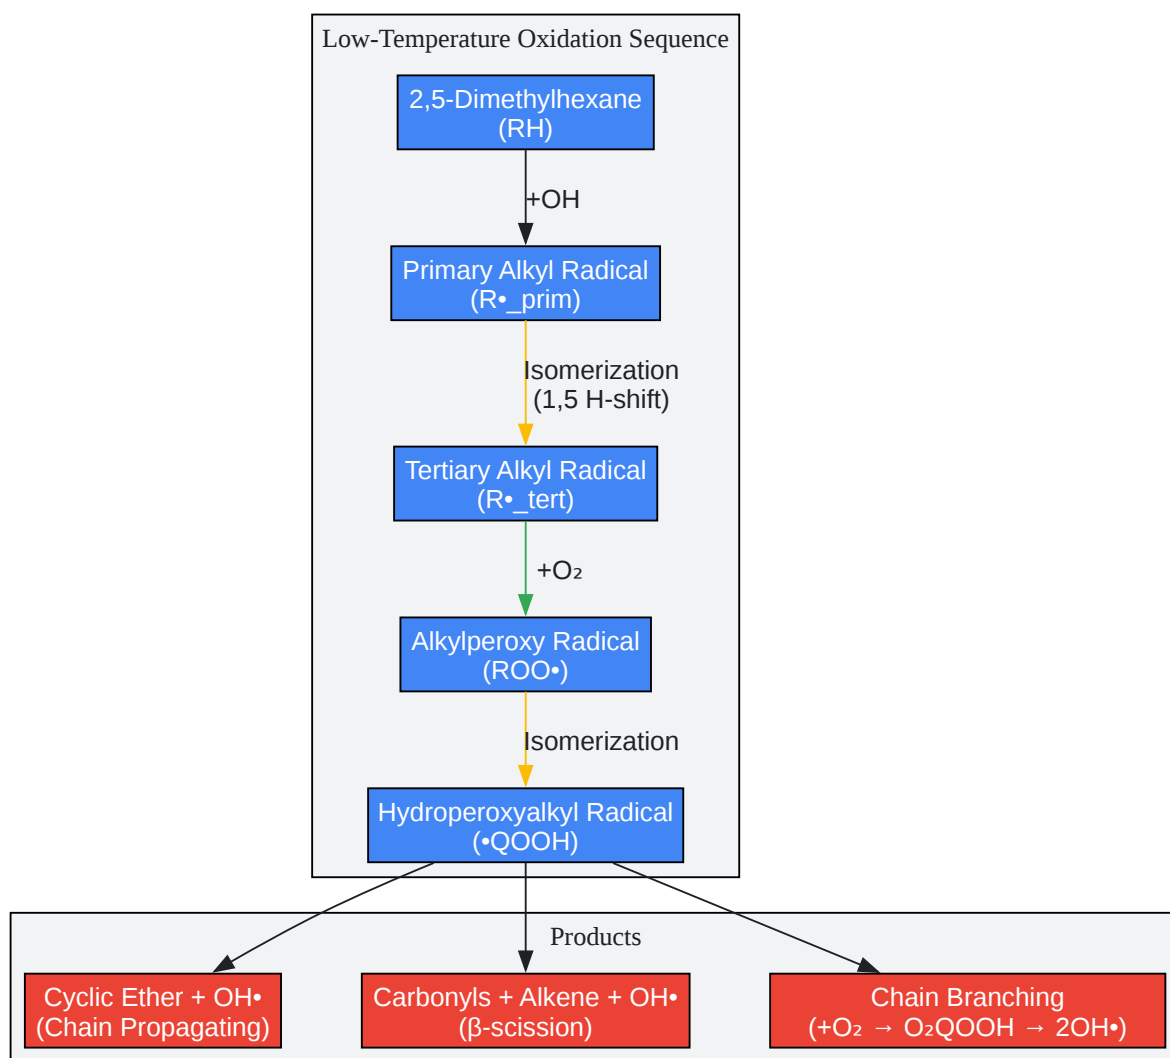 Low-Temperature Oxidation Sequence
2,5-Dimethylhexane
(RH)
+OH
Primary Alkyl Radical
(R•_prim)
Isomerization
(1,5 H-shift)
Tertiary Alkyl Radical
(R•_tert)
+O₂
Alkylperoxy Radical
(ROO•)
Isomerization
Hydroperoxyalkyl Radical
(•QOOH)
Products
Cyclic Ether + OH•
(Chain Propagating)
Carbonyls + Alkene + OH•
(β-scission)
Chain Branching
(+O₂ → O₂QOOH → 2OH•)